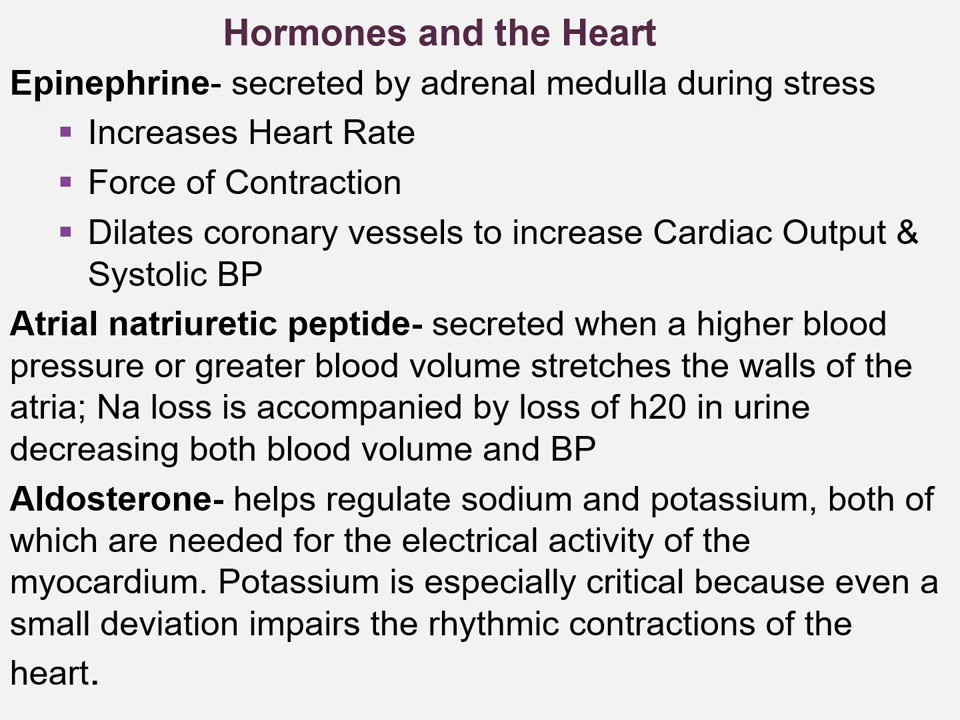 Hormones and the Heart
Epinephrine- secreted by adrenal medulla during stress
▪ Increases Heart Rate
▪ Force of Contraction
▪ Dilates coronary vessels to increase Cardiac Output &
Systolic BP
Atrial natriuretic peptide- secreted when a higher blood
pressure or greater blood volume stretches the walls of the
atria; Na loss is accompanied by loss of h20 in urine
decreasing both blood volume and BP
Aldosterone- helps regulate sodium and potassium, both of
which are needed for the electrical activity of the
myocardium. Potassium is especially critical because even a
small deviation impairs the rhythmic contractions of the
heart.